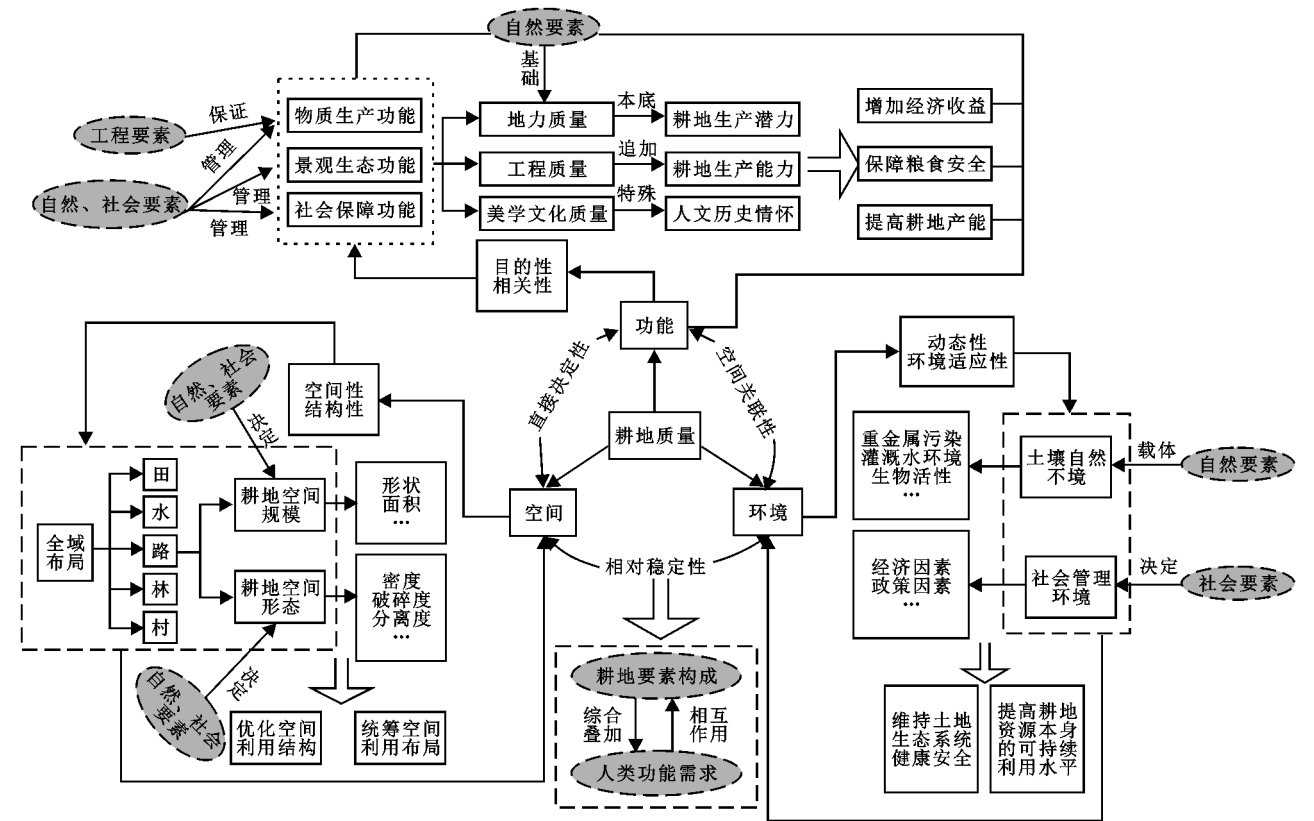 自然要素
基础
工程要素
保证
管理
自然、社会要素
管理
管理
物质生产功能
景观生态功能
社会保障功能
地力质量
本底
耕地生产潜力
工程质量
追加
耕地生产能力
美学文化质量
特殊
人文历史情怀
增加经济收益
保障粮食安全
提高耕地产能
目的性
相关性
功能
直接决定性
空间关联性
耕地质量
空间
环境
相对稳定性
空间性
结构性
自然、社会
要素
决定
全域
布局
田
水
路
林
村
耕地空间
规模
耕地空间
形态
形状
面积
...
密度
破碎度
分离度
...
自然、社会
要素
决定
优化空间
利用结构
统筹空间
利用布局
耕地要素构成
综合
叠加
相互
作用
人类功能需求
动态性
环境适应性
重金属污染
灌溉水环境
生物活性
...
土壤自然
不境
载体
自然要素
经济因素
政策因素
...
社会管理
环境
决定
社会要素
维持土地
生态系统
健康安全
提高耕地
资源本身
的可持续
利用水平